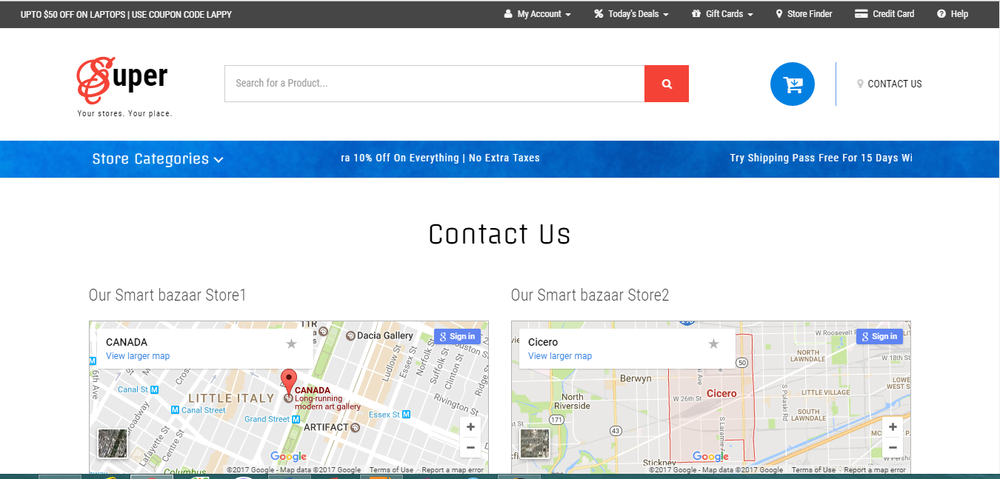 UPTO $50 OFF ON LAPTOPS | USE COUPON CODE LAPPY
My Account
Today's Deals
Gift Cards
Store Finder
Credit Card
Help
Super
Your stores. Your place.
Search for a Product...
CONTACT US
Store Categories
ra 10% Off On Everything | No Extra Taxes
Try Shipping Pass Free For 15 Days Wi
Contact Us
Our Smart bazaar Store1
Our Smart bazaar Store2
CANADA
View larger map
Sign in
Dacia Gallery
6th Ave
Canal St
M
Canal Street
LITTLE ITALY
CANADA
Long-running
modern art gallery
Grand Street
ARTIFACT
Essex St
Ludlow St
Essex St
Norfolk St
Suffolk St
Clinton St
Ridge
Rivington St
Lafayette St
Centre St
Columbus
Google
©2017 Google - Map data ©2017 Google
Terms of Use
Report a map error
Cicero
View larger map
Sign in
W Roosevelt
50
NORTH
LAWNDALE
W 18th St
Berwyn
North
Riverside
W 26th St
Cicero
S Pulaski Rd
LITTLE VILLAGE
LOWE
WEST S
SOUTH
LAWNDALE
171
43
S Laramie
Stickney
W Pershi
Google
©2017 Google - Map data ©2017 Google
Terms of Use
Report a map error